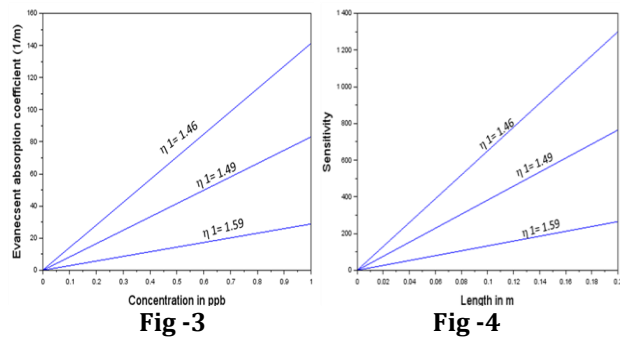 160
140
120
100
80
60
40
20
0
Evanecsent absorption coefficient (1/m)
η 1= 1.46
η 1= 1.49
η 1= 1.59
0 0.1 0.2 0.3 0.4 0.5 0.6 0.7 0.8 0.9 1
Concentration in ppb
Fig -3
1 400
1 200
1 000
800
600
400
200
0
Sensitivity
η 1= 1.46
η 1= 1.49
η 1= 1.59
0 0.02 0.04 0.06 0.08 0.1 0.12 0.14 0.16 0.18 0.2
Length in m
Fig -4